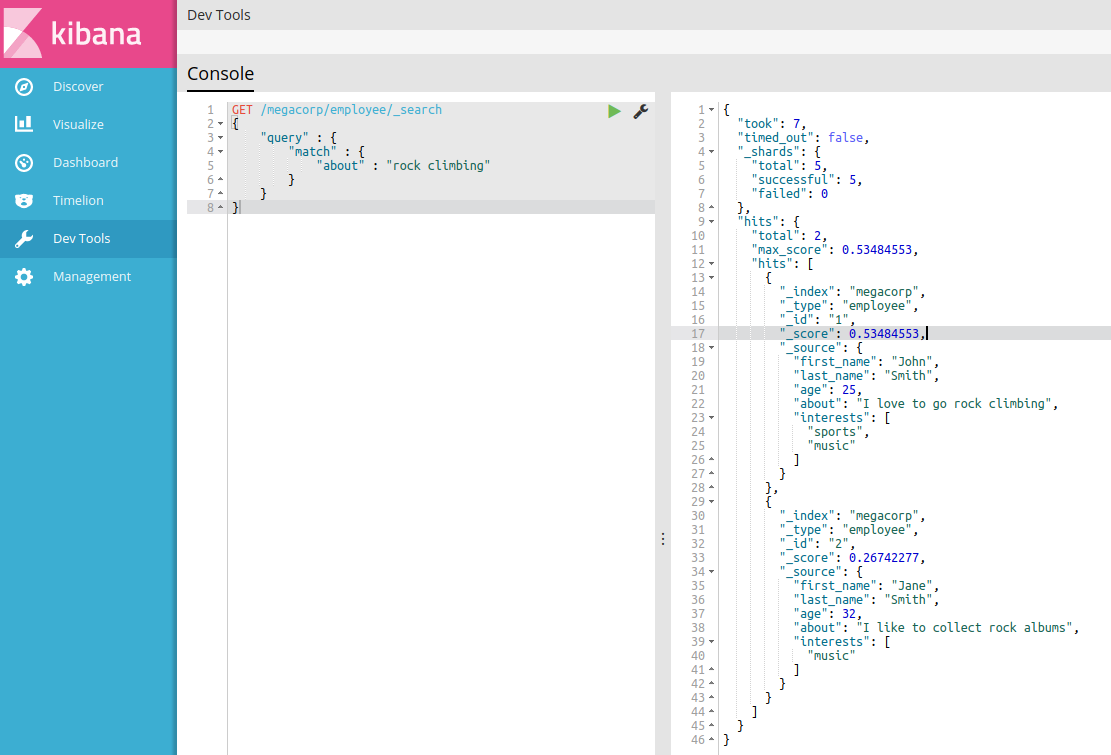 kibana
Discover
Visualize
Dashboard
Timelion
Dev Tools
Management
Dev Tools
Console
1 GET /megacorp/employee/_search
2 {
3     "query" : {
4         "match" : {
5             "about" : "rock climbing"
6         }
7     }
8 }
1 {
2   "took": 7,
3   "timed_out": false,
4   "_shards": {
5     "total": 5,
6     "successful": 5,
7     "failed": 0
8   },
9   "hits": {
10     "total": 2,
11     "max_score": 0.53484553,
12     "hits": [
13       {
14         "_index": "megacorp",
15         "_type": "employee",
16         "_id": "1",
17         "_score": 0.53484553,
18         "_source": {
19           "first_name": "John",
20           "last_name": "Smith",
21           "age": 25,
22           "about": "I love to go rock climbing",
23           "interests": [
24             "sports",
25             "music"
26           ]
27         }
28       },
29       {
30         "_index": "megacorp",
31         "_type": "employee",
32         "_id": "2",
33         "_score": 0.26742277,
34         "_source": {
35           "first_name": "Jane",
36           "last_name": "Smith",
37           "age": 32,
38           "about": "I like to collect rock albums",
39           "interests": [
40             "music"
41           ]
42         }
43       }
44     ]
45   }
46 }